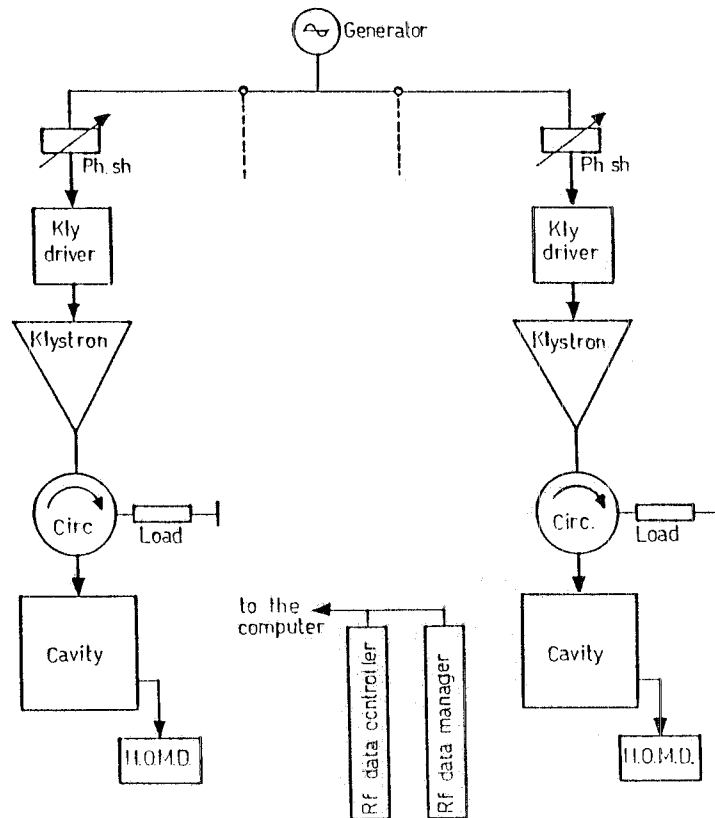 Generator
Ph. sh
Ph. sh
Kly
driver
Kly
driver
Klystron
Klystron
Circ
Load
Circ.
Load
Cavity
to the
computer
Rf data controller
Rf data manager
Cavity
H.O.M.D.
H.O.M.D.